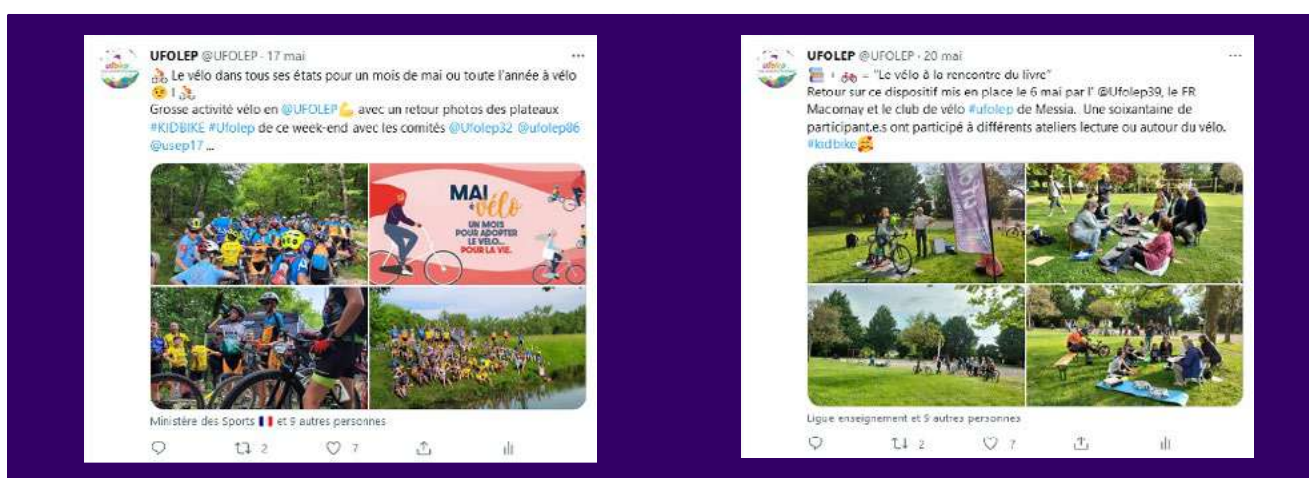 UFOLEP @UFOLEP · 17 mai
🚴 Le vélo dans tous ses états pour un mois de mai ou toute l'année à vélo
😉 ! 🚴
Grosse activité vélo en @UFOLEP💪 avec un retour photos des plateaux
#KIDBIKE #Ufolep de ce week-end avec les comités @Ufolep32 @ufolep86
@usep17 ...
MAI
à vélo
UN MOIS
POUR ADOPTER
LE VÉLO...
POUR LA VIE.
Ministère des Sports 🇫🇷 et 9 autres personnes
2 7
UFOLEP @UFOLEP · 20 mai
📚 + 🚲 = "Le vélo à la rencontre du livre"
Retour sur ce dispositif mis en place le 6 mai par l' @Ufolep39, le FR
Macornay et le club de vélo #ufolep de Messia. Une soixantaine de
participant.e.s ont participé à différents ateliers lecture ou autour du vélo.
#kidbike🥰
Ligue enseignement et 9 autres personnes
2 7